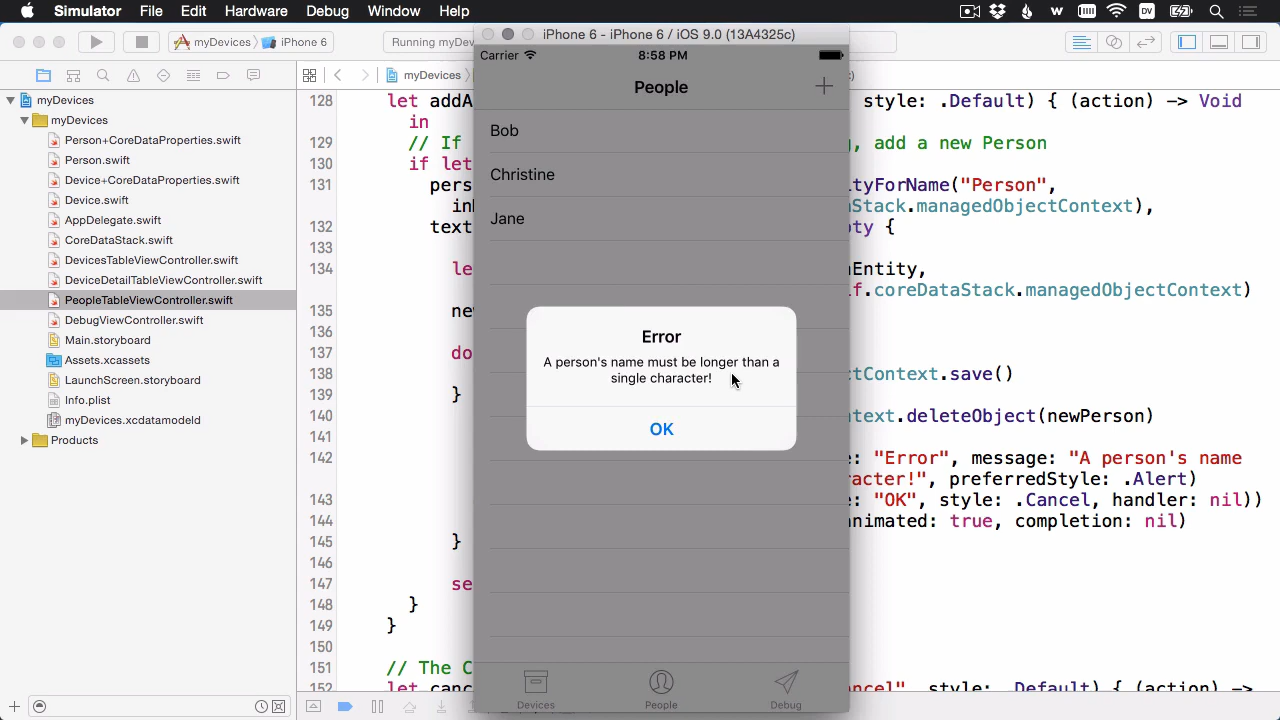 Simulator File Edit Hardware Debug Window Help
myDevices iPhone 6
Running myDev
iPhone 6 - iPhone 6 / iOS 9.0 (13A4325c)
myDevices
myDevices
myDevices
Person+CoreDataProperties.swift
Person.swift
Device+CoreDataProperties.swift
Device.swift
AppDelegate.swift
CoreDataStack.swift
DevicesTableViewController.swift
DeviceDetailTableViewController.swift
PeopleTableViewController.swift
DebugViewController.swift
Main.storyboard
Assets.xcassets
LaunchScreen.storyboard
Info.plist
myDevices.xcdatamodeld
Products
Carrier 8:58 PM
People
Bob
Christine
Jane
Error
A person's name must be longer than a
single character!
OK
Devices People Debug
128 let addA style: .Default) { (action) -> Void
in
129 // If g, add a new Person
130 if let
131 pers ityForName("Person",
inM Stack.managedObjectContext),
132 text pty {
133
134 le nEntity,
f.coreDataStack.managedObjectContext)
135 new
136
137 do
138 ctContext.save()
139 }
140 text.deleteObject(newPerson)
141
142 e: "Error", message: "A person's name
racter!", preferredStyle: .Alert)
143 e: "OK", style: .Cancel, handler: nil))
144 animated: true, completion: nil)
145 }
146
147 se
148 }
149 }
150
151 // The C
152 let canc ncel", style: .Default) { (action) -